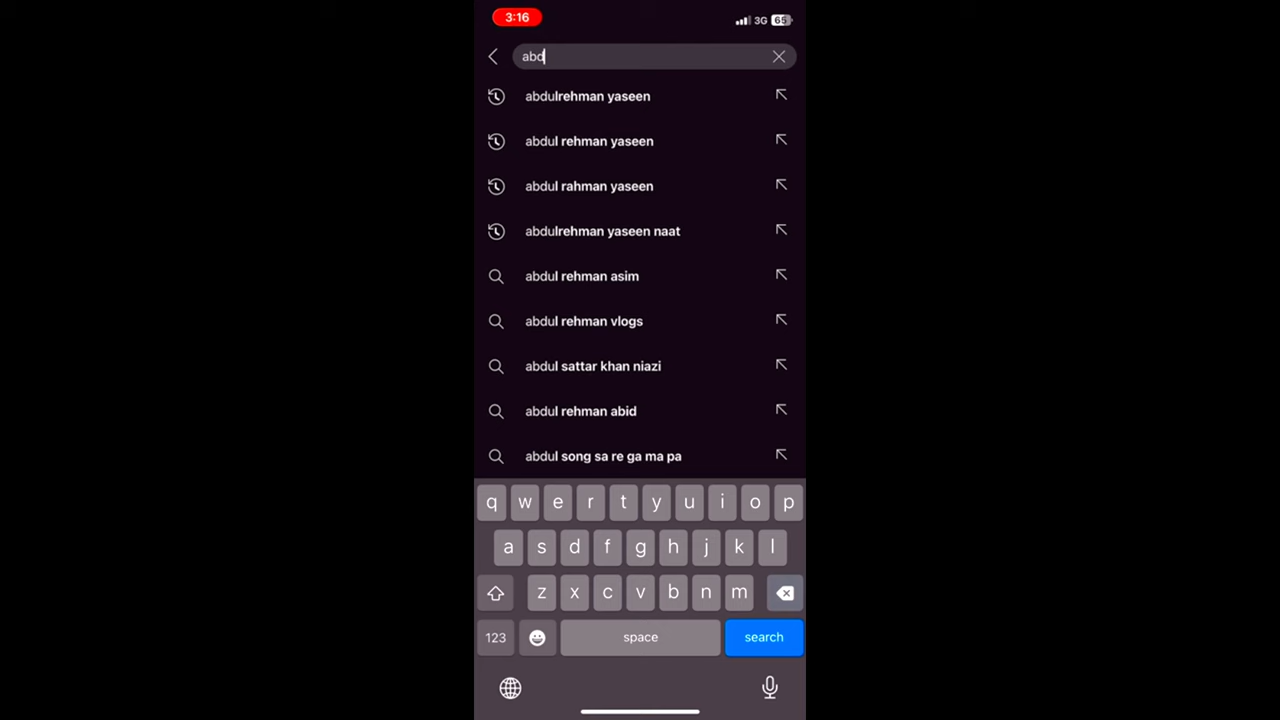 3:16
3G 65
abd
abdulrehman yaseen
abdul rehman yaseen
abdul rahman yaseen
abdulrehman yaseen naat
abdul rehman asim
abdul rehman vlogs
abdul sattar khan niazi
abdul rehman abid
abdul song sa re ga ma pa
q w e r t y u i o p
a s d f g h j k l
z x c v b n m
123 space search